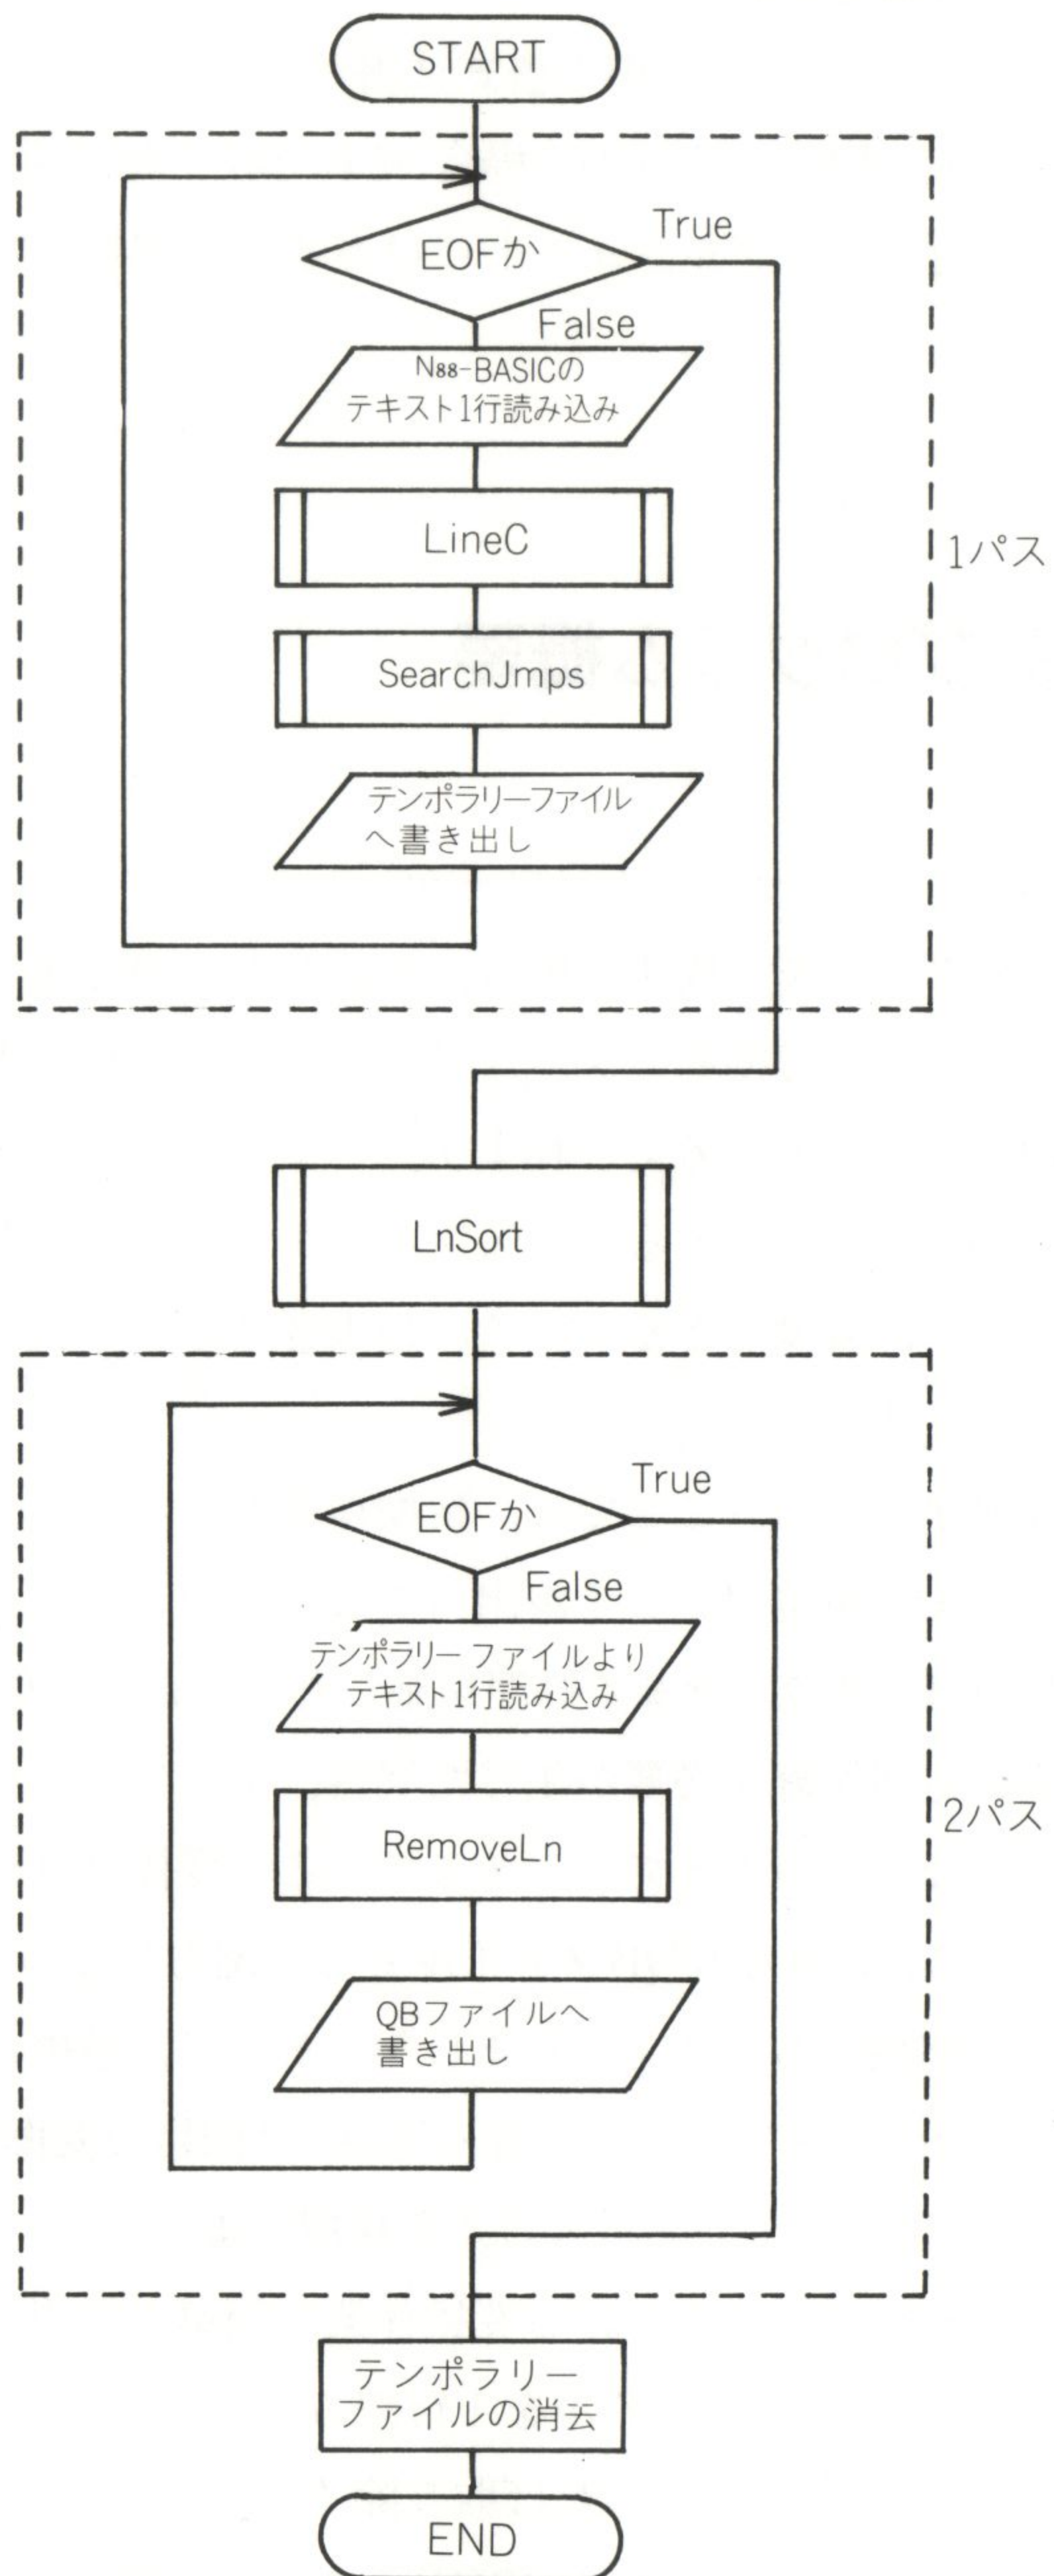 START
EOFか
True
False
N88-BASICの
テキスト1行読み込み
LineC
1パス
SearchJmps
テンポラリーファイル
へ書き出し
LnSort
EOFか
True
False
テンポラリーファイルより
テキスト1行読み込み
RemoveLn
2パス
QBファイルへ
書き出し
テンポラリー
ファイルの消去
END